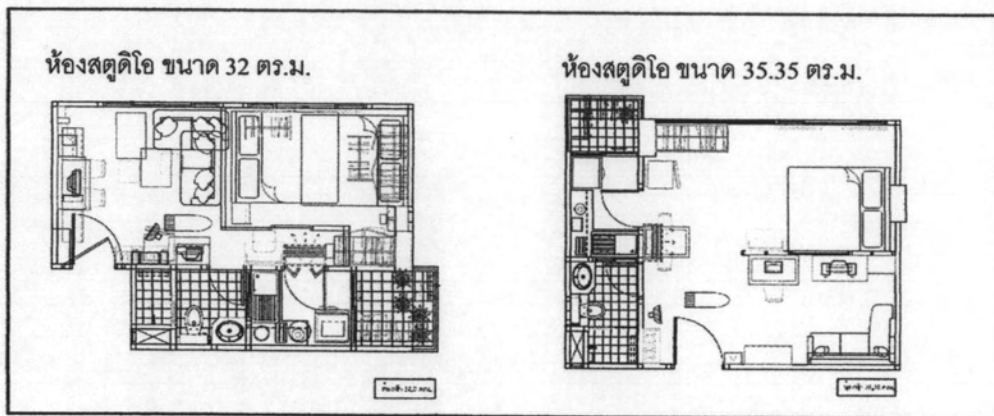 ห้องสตูดิโอ ขนาด 32 ตร.ม.
ห้องสตูดิโอ ขนาด 35.35 ตร.ม.